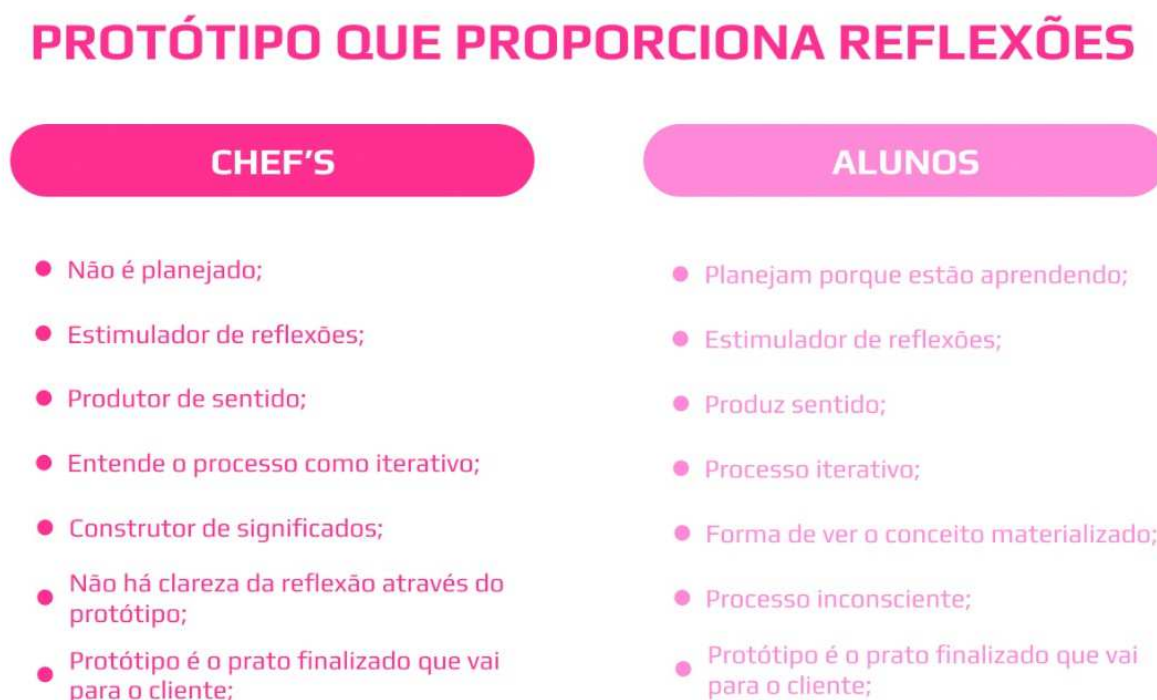 PROTÓTIPO QUE PROPORCIONA REFLEXÕES
CHEF'S
Não é planejado;
Estimulador de reflexões;
Produtor de sentido;
Entende o processo como iterativo;
Construtor de significados;
Não há clareza da reflexão através do
protótipo;
Protótipo é o prato finalizado que vai
para o cliente;
ALUNOS
Planejam porque estão aprendendo;
Estimulador de reflexões;
Produz sentido;
Processo iterativo;
Forma de ver o conceito materializado;
Processo inconsciente;
Protótipo é o prato finalizado que vai
para o cliente;